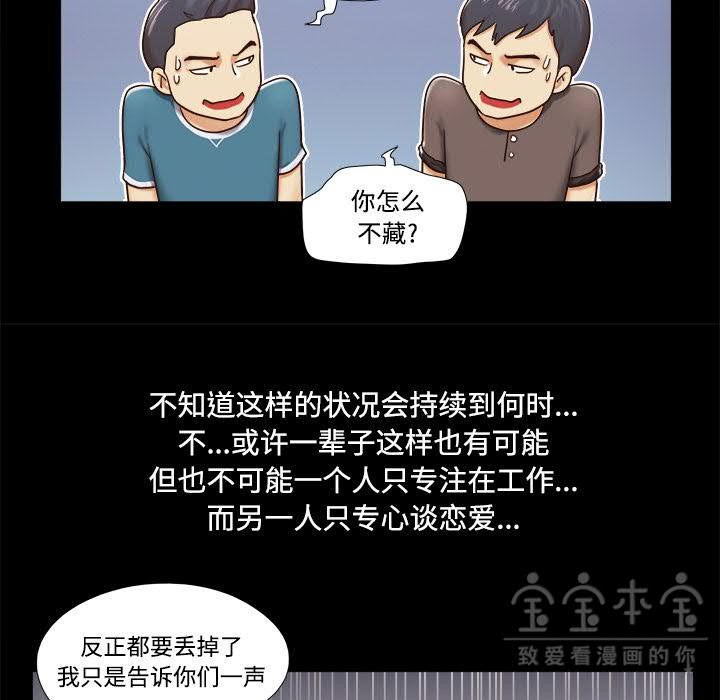 你怎么
不藏?
不知道这样的状况会持续到何时...
不...或许一辈子这样也有可能
但也不可能一个人只专注在工作...
而另一人只专心谈恋爱...
宝宝本宝
致爱看漫画的你
反正都要丢掉了
我只是告诉你们一声